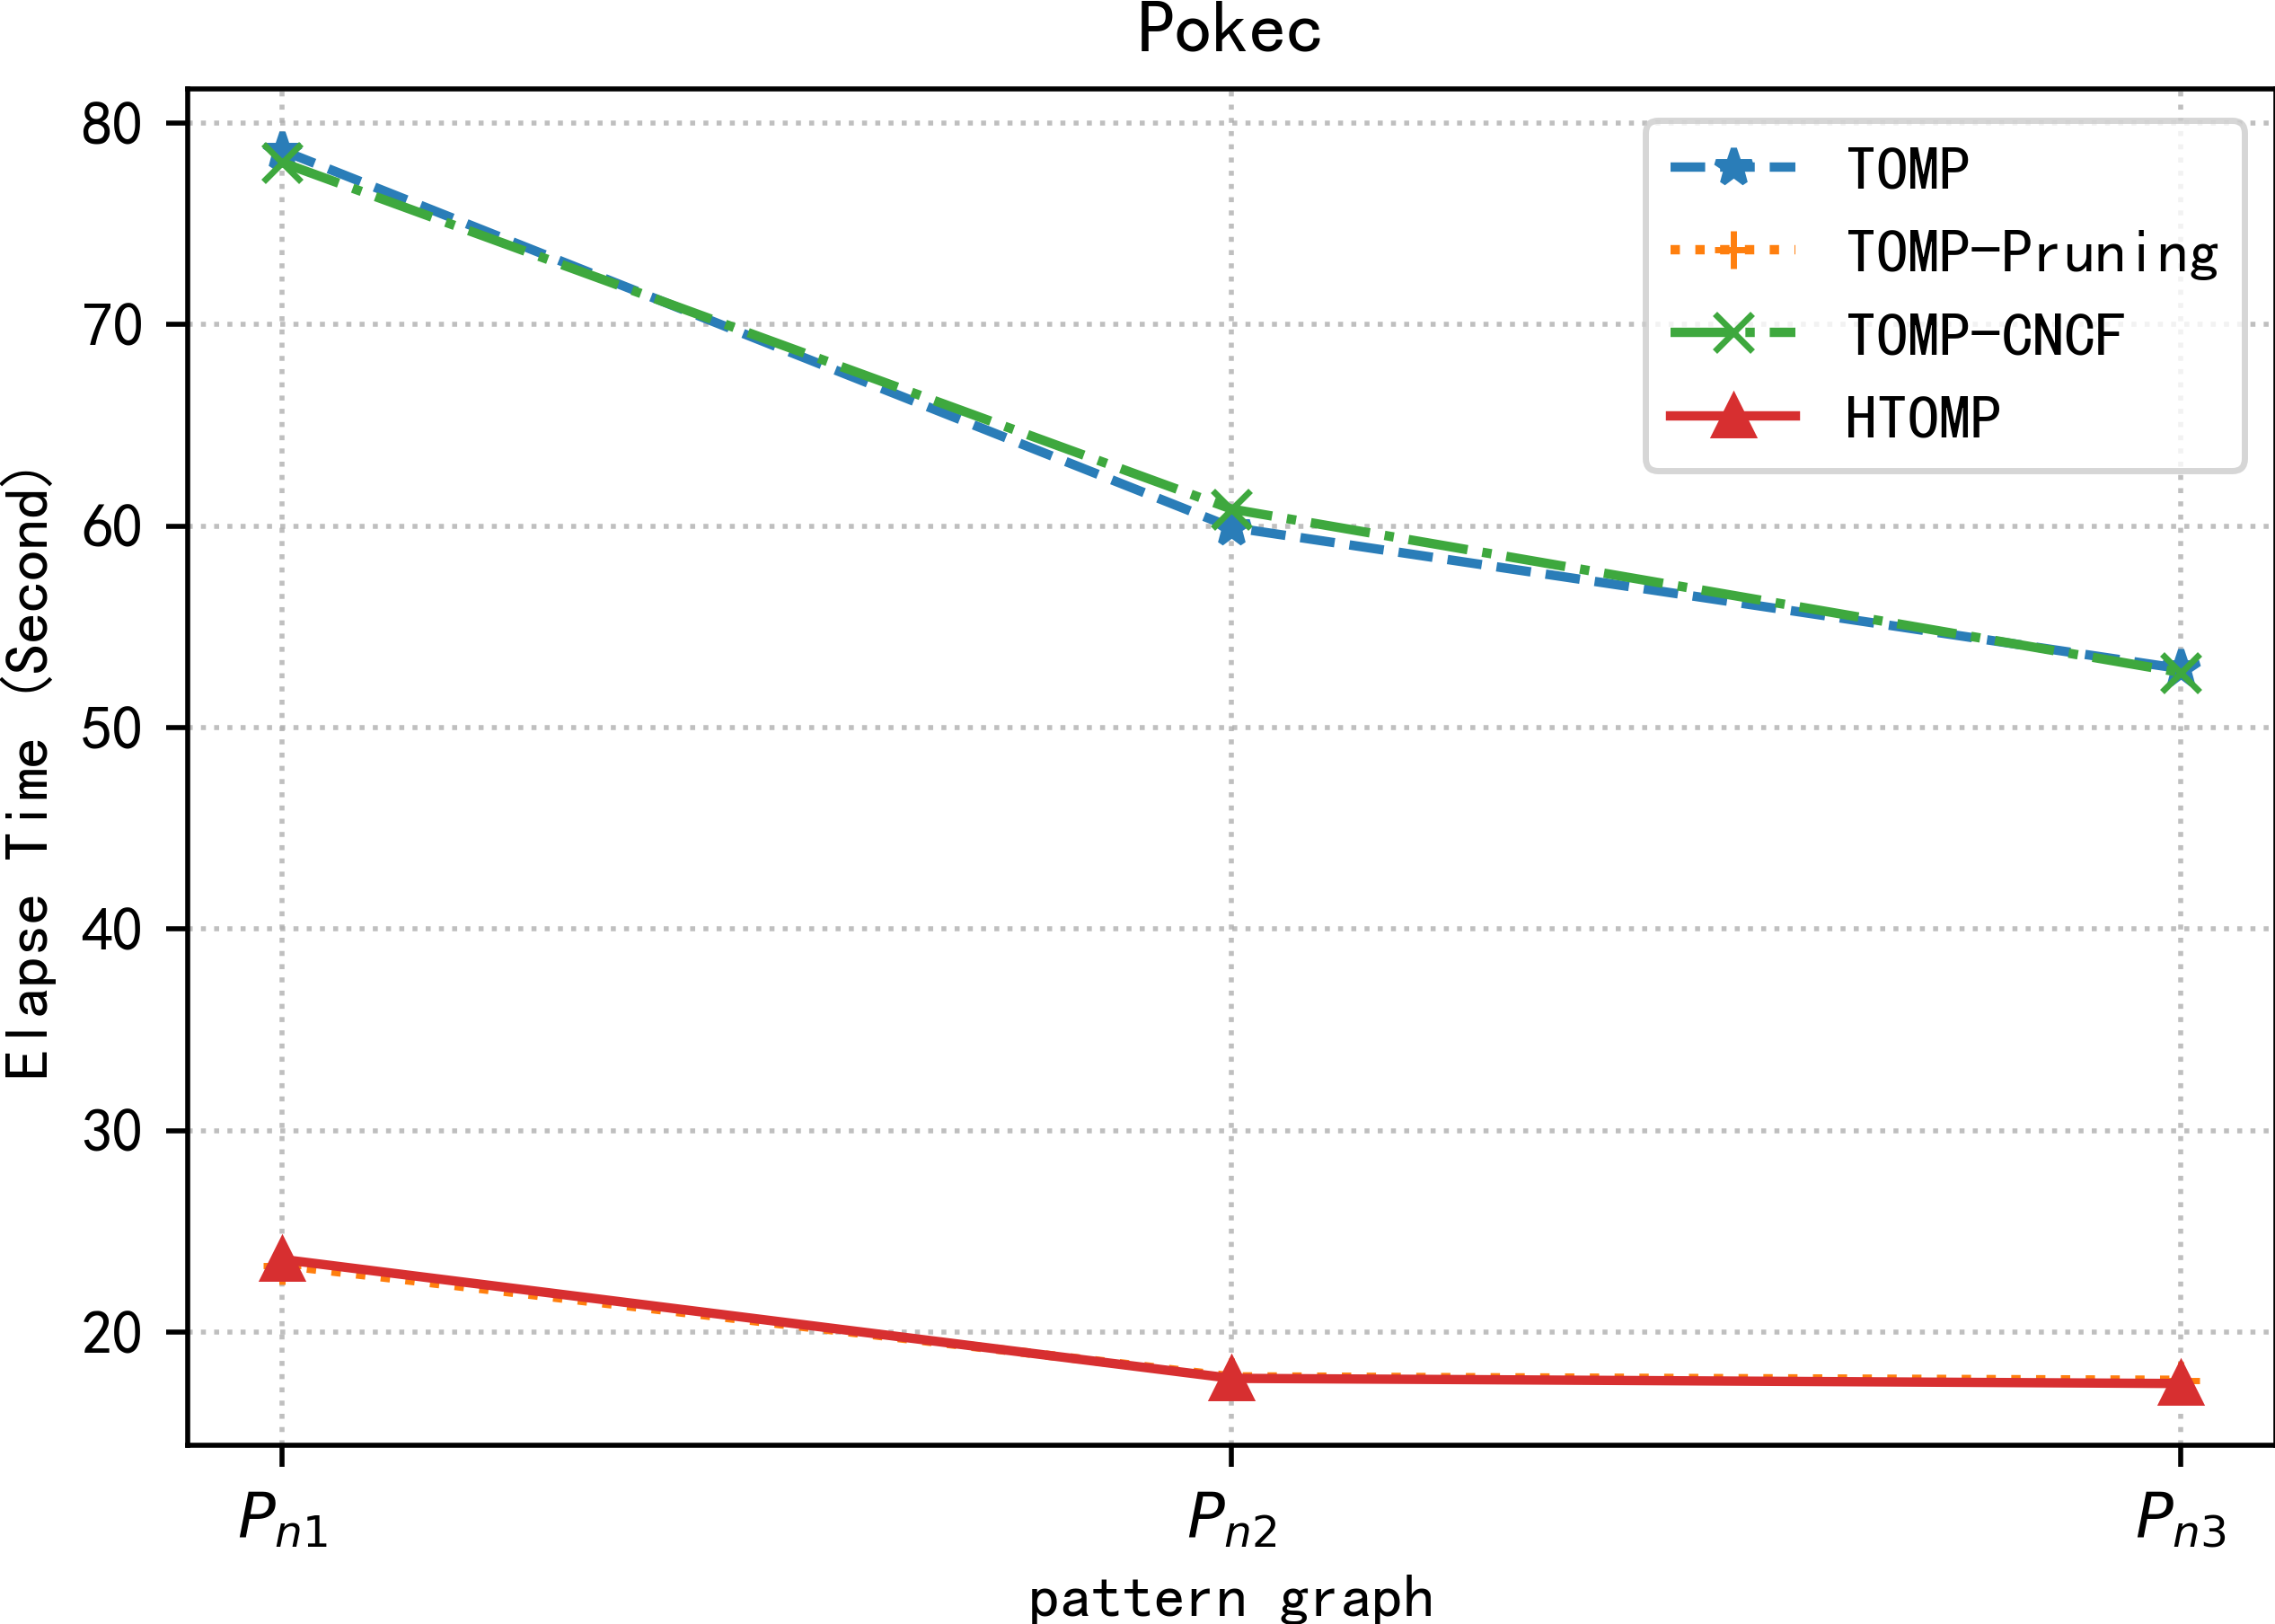 Pokec
Elapse Time (Second)
80
70
60
50
40
30
20
TOMP
TOMP-Pruning
TOMP-CNCF
HTOMP
Pn1
Pn2
Pn3
pattern graph